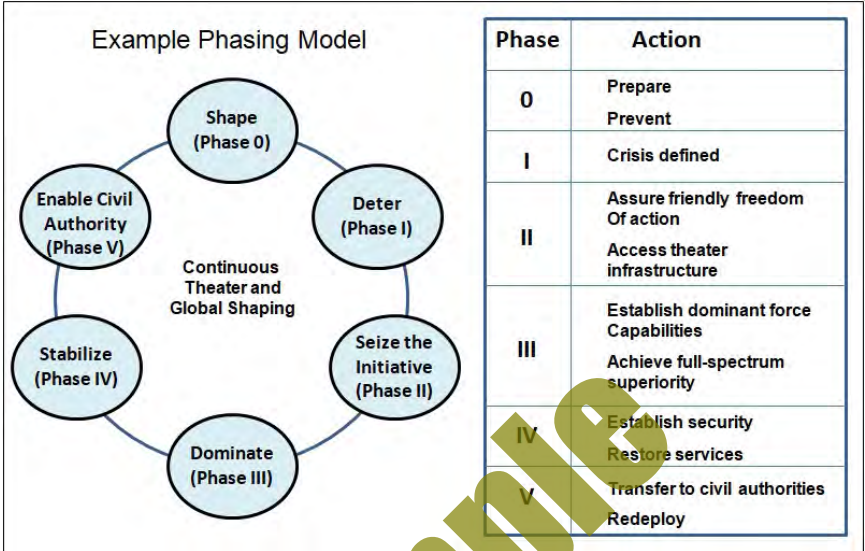 Example Phasing Model
Shape
(Phase 0)
Deter
(Phase I)
Seize the
Initiative
(Phase II)
Dominate
(Phase III)
Stabilize
(Phase IV)
Enable Civil
Authority
(Phase V)
Continuous
Theater and
Global Shaping
Phase Action
0
Prepare
Prevent
I
Crisis defined
II
Assure friendly freedom
Of action
Access theater
infrastructure
III
Establish dominant force
Capabilities
Achieve full-spectrum
superiority
IV
Establish security
Restore services
V
Transfer to civil authorities
Redeploy